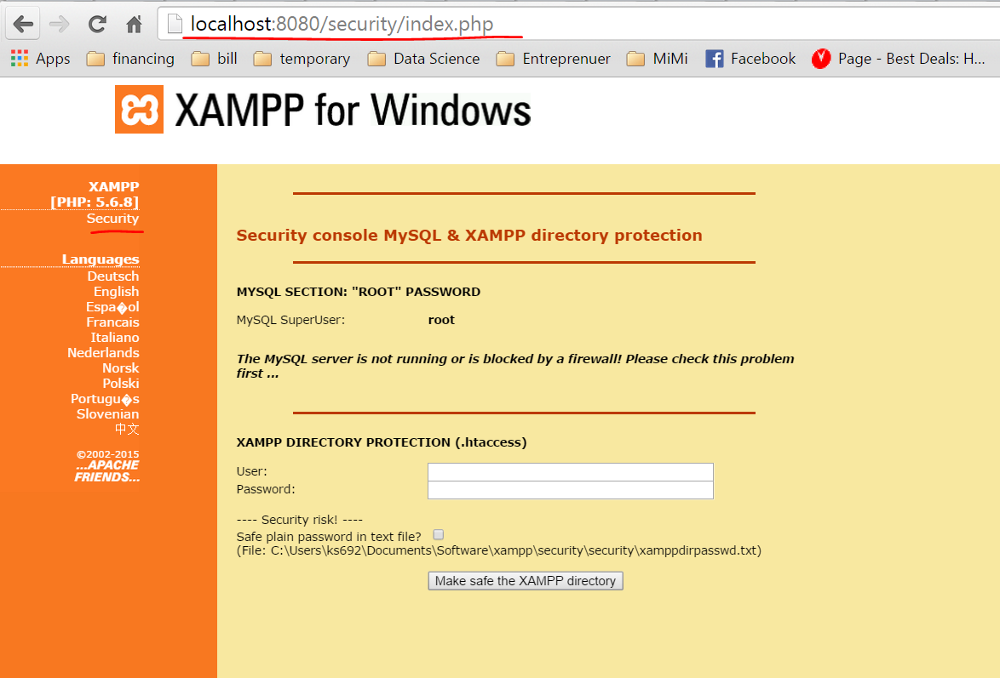 localhost:8080/security/index.php
Apps financing bill temporary Data Science Entreprenuer MiMi Facebook Page - Best Deals: H...
XAMPP for Windows
XAMPP
[PHP: 5.6.8]
Security
Languages
Deutsch
English
Espa�ol
Francais
Italiano
Nederlands
Norsk
Polski
Portugu�s
Slovenian
中文
©2002-2015
...APACHE
FRIENDS...
Security console MySQL & XAMPP directory protection
MYSQL SECTION: "ROOT" PASSWORD
MySQL SuperUser: root
The MySQL server is not running or is blocked by a firewall! Please check this problem
first ...
XAMPP DIRECTORY PROTECTION (.htaccess)
User:
Password:
---- Security risk! ----
Safe plain password in text file?
(File: C:\Users\ks692\Documents\Software\xampp\security\security\xamppdirpasswd.txt)
Make safe the XAMPP directory